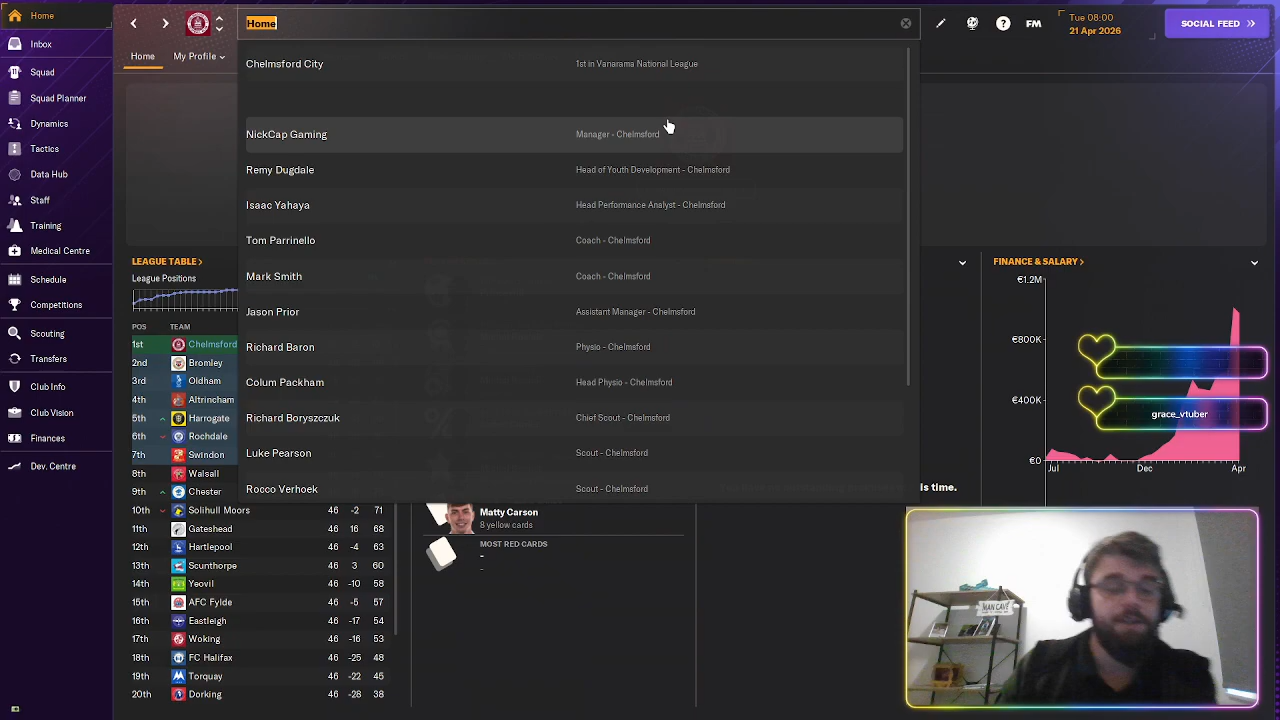 Home
Inbox
Squad
Squad Planner
Dynamics
Tactics
Data Hub
Staff
Training
Medical Centre
Schedule
Competitions
Scouting
Transfers
Club Info
Club Vision
Finances
Dev. Centre
Home
Tue 08:00
21 Apr 2026
FM
SOCIAL FEED
Home
My Profile
Chelmsford City 1st in Vanarama National League
NickCap Gaming Manager - Chelmsford
Remy Dugdale Head of Youth Development - Chelmsford
Isaac Yahaya Head Performance Analyst - Chelmsford
Tom Parrinello Coach - Chelmsford
Mark Smith Coach - Chelmsford
Jason Prior Assistant Manager - Chelmsford
Richard Baron Physio - Chelmsford
Colum Packham Head Physio - Chelmsford
Richard Boryszczuk Chief Scout - Chelmsford
Luke Pearson Scout - Chelmsford
Rocco Verhoek Scout - Chelmsford
LEAGUE TABLE
League Positions
POS TEAM
1st Chelmsford
2nd Bromley
3rd Oldham
4th Altrincham
5th Harrogate
6th Rochdale
7th Swindon
8th Walsall
9th Chester
10th Solihull Moors 46 -2 71
11th Gateshead 46 16 68
12th Hartlepool 46 -4 63
13th Scunthorpe 46 3 60
14th Yeovil 46 -10 58
15th AFC Fylde 46 -5 57
16th Eastleigh 46 -17 54
17th Woking 46 -16 53
18th FC Halifax 46 -25 48
19th Torquay 46 -22 45
20th Dorking 46 -28 38
Matty Carson
8 yellow cards
MOST RED CARDS
-
-
s time.
FINANCE & SALARY
€1.2M
€800K
€400K
€0
Jul Dec Apr
grace_vtuber
MAN CAVE